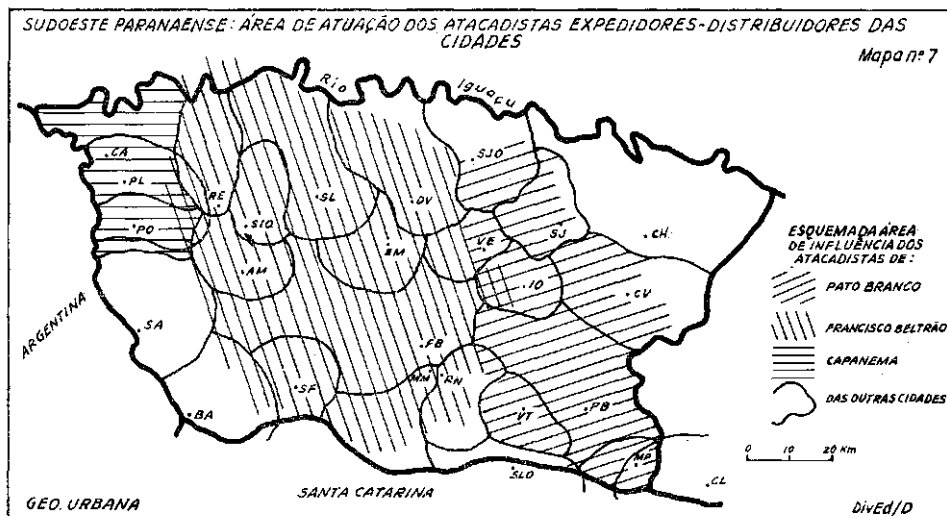 SUDOESTE PARANAENSE: ÁREA DE ATUAÇÃO DOS ATACADISTAS EXPEDIDORES-DISTRIBUIDORES DAS
CIDADES
Mapa nº 7
Rio Iguaçu
SJO
CA
PL
RE
SL
DV
PO
SIO
VE
SJ
CH
AM
EM
IO
CV
ARGENTINA
SA
FB
MM
RN
SF
BA
VT
PB
MP
SLO
CL
SANTA CATARINA
ESQUEMA DA ÁREA
DE INFLUÊNCIA DOS
ATACADISTAS DE:
PATO BRANCO
FRANCISCO BELTRÃO
CAPANEMA
DAS OUTRAS CIDADES
0 10 20 Km
GEO. URBANA
DivEd/D